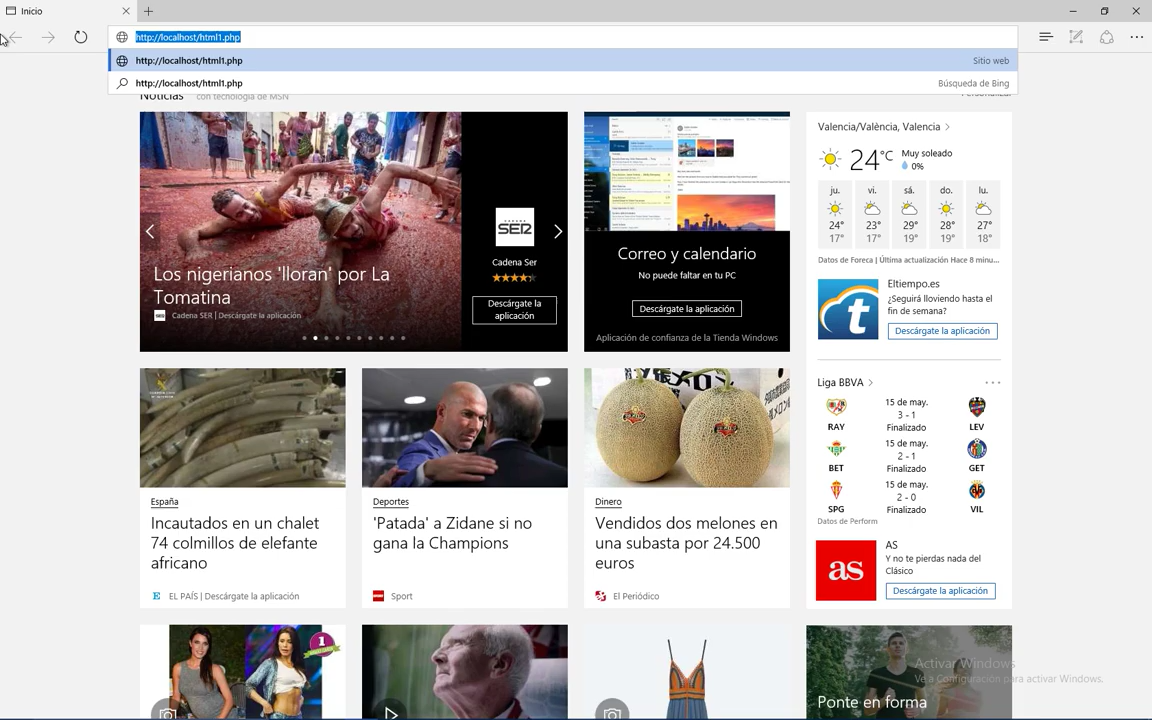 Inicio
http://localhost/html1.php
http://localhost/html1.php
Sitio web
http://localhost/html1.php
Búsqueda de Bing
Noticias
con tecnología de MSN
Personalizar
Los nigerianos 'lloran' por La
Tomatina
Cadena SER | Descárgate la aplicación
CADENA
SER
Cadena Ser
Descárgate la
aplicación
Correo y calendario
No puede faltar en tu PC
Descárgate la aplicación
Aplicación de confianza de la Tienda Windows
Valencia/València, Valencia
24°C
Muy soleado
0%
ju. vi. sá. do. lu.
24° 23° 29° 28° 27°
17° 17° 19° 19° 18°
Datos de Foreca | Última actualización Hace 8 minu...
t
Eltiempo.es
¿Seguirá lloviendo hasta el
fin de semana?
Descárgate la aplicación
Liga BBVA
15 de may.
3 - 1
RAY Finalizado LEV
15 de may.
2 - 1
BET Finalizado GET
15 de may.
2 - 0
SPG Finalizado VIL
Datos de Perform
as
AS
Y no te pierdas nada del
Clásico
Descárgate la aplicación
España
Incautados en un chalet
74 colmillos de elefante
africano
EL PAÍS | Descárgate la aplicación
Deportes
'Patada' a Zidane si no
gana la Champions
Sport
Dinero
Vendidos dos melones en
una subasta por 24.500
euros
El Periódico
1
Ponte en forma
Activar Windows
Ve a Configuración para activar Windows.